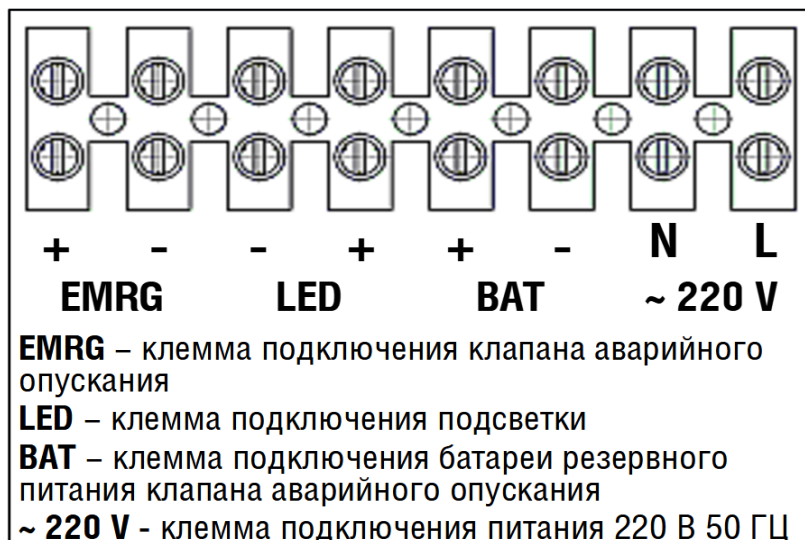 + - - + + - N L
EMRG LED BAT ~ 220 V
EMRG – клемма подключения клапана аварийного
опускания
LED – клемма подключения подсветки
BAT – клемма подключения батареи резервного
питания клапана аварийного опускания
~ 220 V - клемма подключения питания 220 В 50 ГЦ